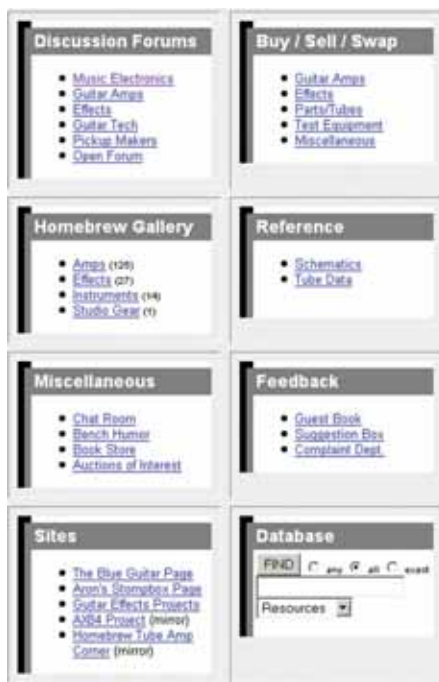 Discussion Forums
Music Electronics
Guitar Amps
Effects
Guitar Tech
Pickup Makers
Open Forum
Buy / Sell / Swap
Guitar Amps
Effects
Parts/Tubes
Test Equipment
Miscellaneous
Homebrew Gallery
Amps (126)
Effects (27)
Instruments (14)
Studio Gear (1)
Reference
Schematics
Tube Data
Miscellaneous
Chat Room
Bench Humor
Book Store
Auctions of Interest
Feedback
Guest Book
Suggestion Box
Complaint Dept.
Sites
The Blue Guitar Page
Aron's Stompbox Page
Guitar Effects Projects
AX84 Project (mirror)
Homebrew Tube Amp
Corner (mirror)
Database
FIND any all exact
Resources